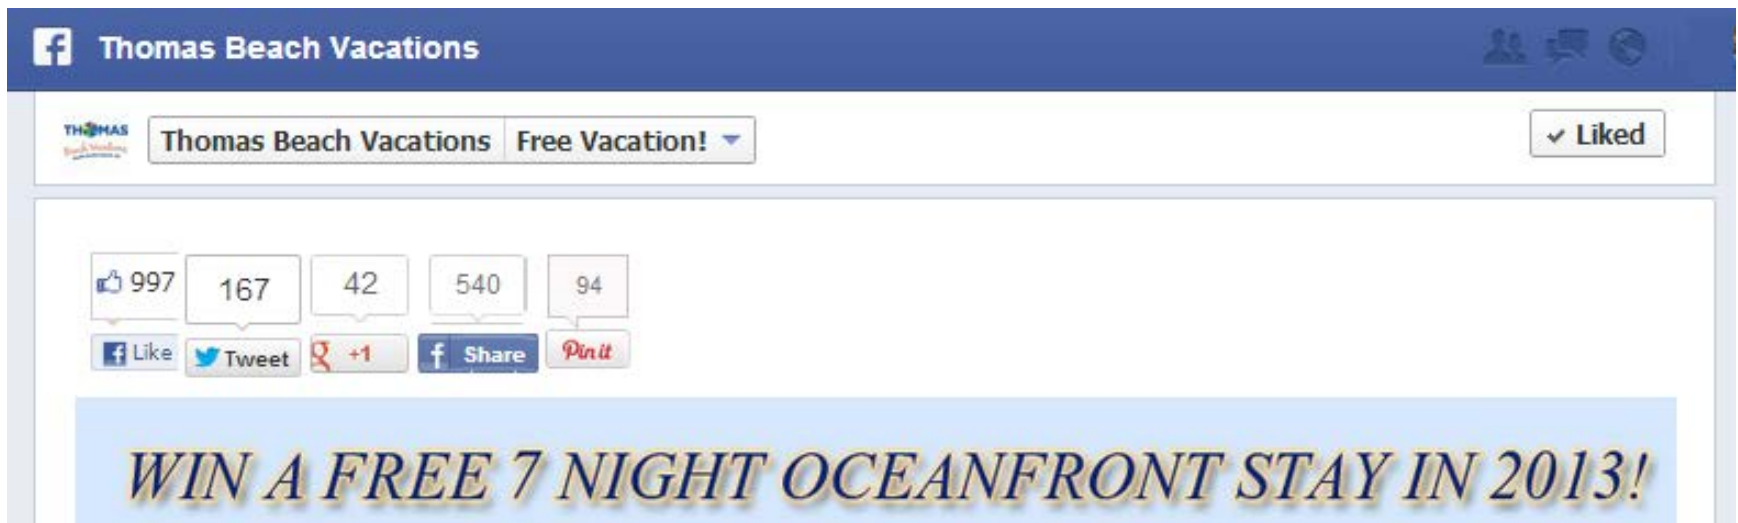 Thomas Beach Vacations
THOMAS
Thomas Beach Vacations Free Vacation! Liked
997 167 42 540 94
Like Tweet +1 Share Pin it
WIN A FREE 7 NIGHT OCEANFRONT STAY IN 2013!